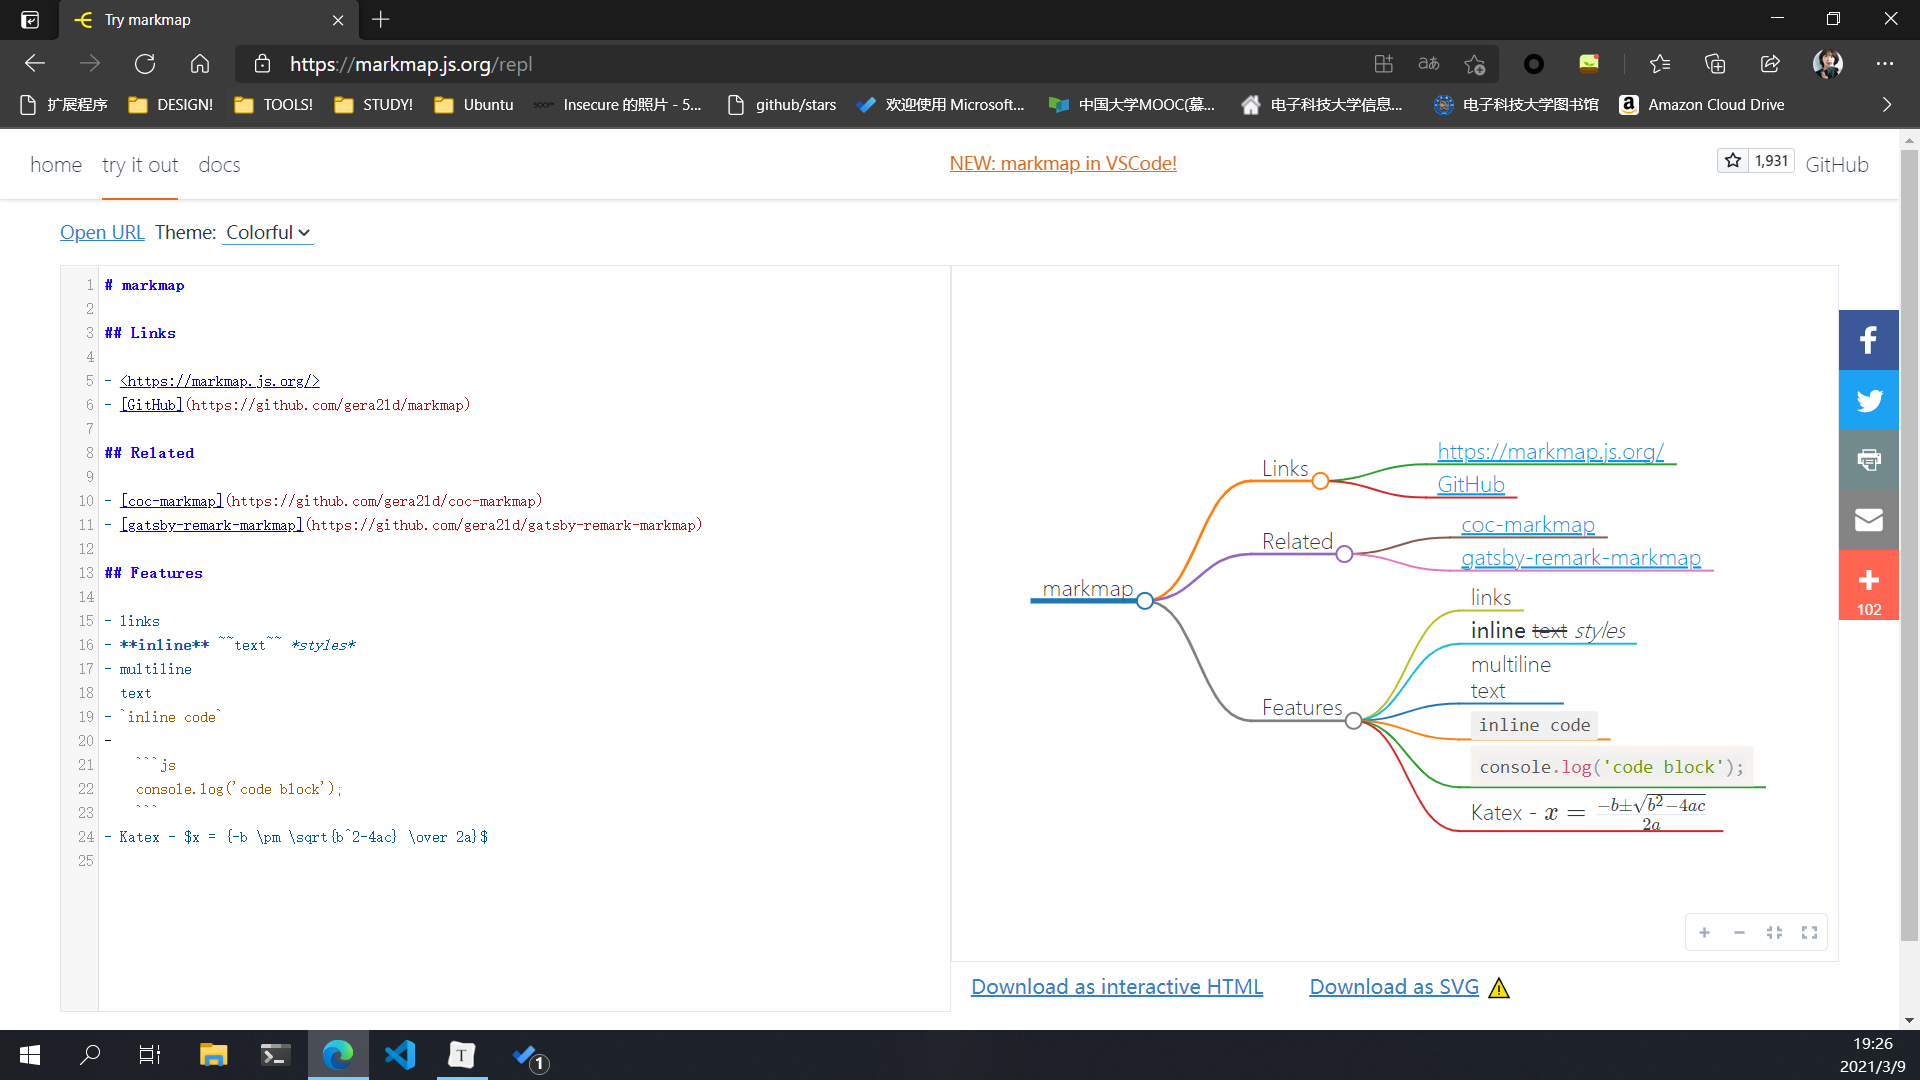 Try markmap
https://markmap.js.org/repl
扩展程序 DESIGN! TOOLS! STUDY! Ubuntu Insecure 的照片 - 5... github/stars 欢迎使用 Microsoft... 中国大学MOOC(慕... 电子科技大学信息... 电子科技大学图书馆 Amazon Cloud Drive
home try it out docs NEW: markmap in VSCode! 1,931 GitHub
Open URL Theme: Colorful
1 # markmap
2
3 ## Links
4
5 - <https://markmap.js.org/>
6 - [GitHub](https://github.com/gera2ld/markmap)
7
8 ## Related
9
10 - [coc-markmap](https://github.com/gera2ld/coc-markmap)
11 - [gatsby-remark-markmap](https://github.com/gera2ld/gatsby-remark-markmap)
12
13 ## Features
14
15 - links
16 - **inline** ~~text~~ *styles*
17 - multiline
18 text
19 - `inline code`
20 -
21 ```js
22 console.log('code block');
23 ```
24 - Katex - $x = {-b \pm \sqrt{b^2-4ac} \over 2a}$
25
markmap
Links
https://markmap.js.org/
GitHub
Related
coc-markmap
gatsby-remark-markmap
Features
links
inline text styles
multiline
text
inline code
console.log('code block');
Katex - x = −b±√b²−4ac / 2a
102
Download as interactive HTML Download as SVG
T
1
19:26
2021/3/9